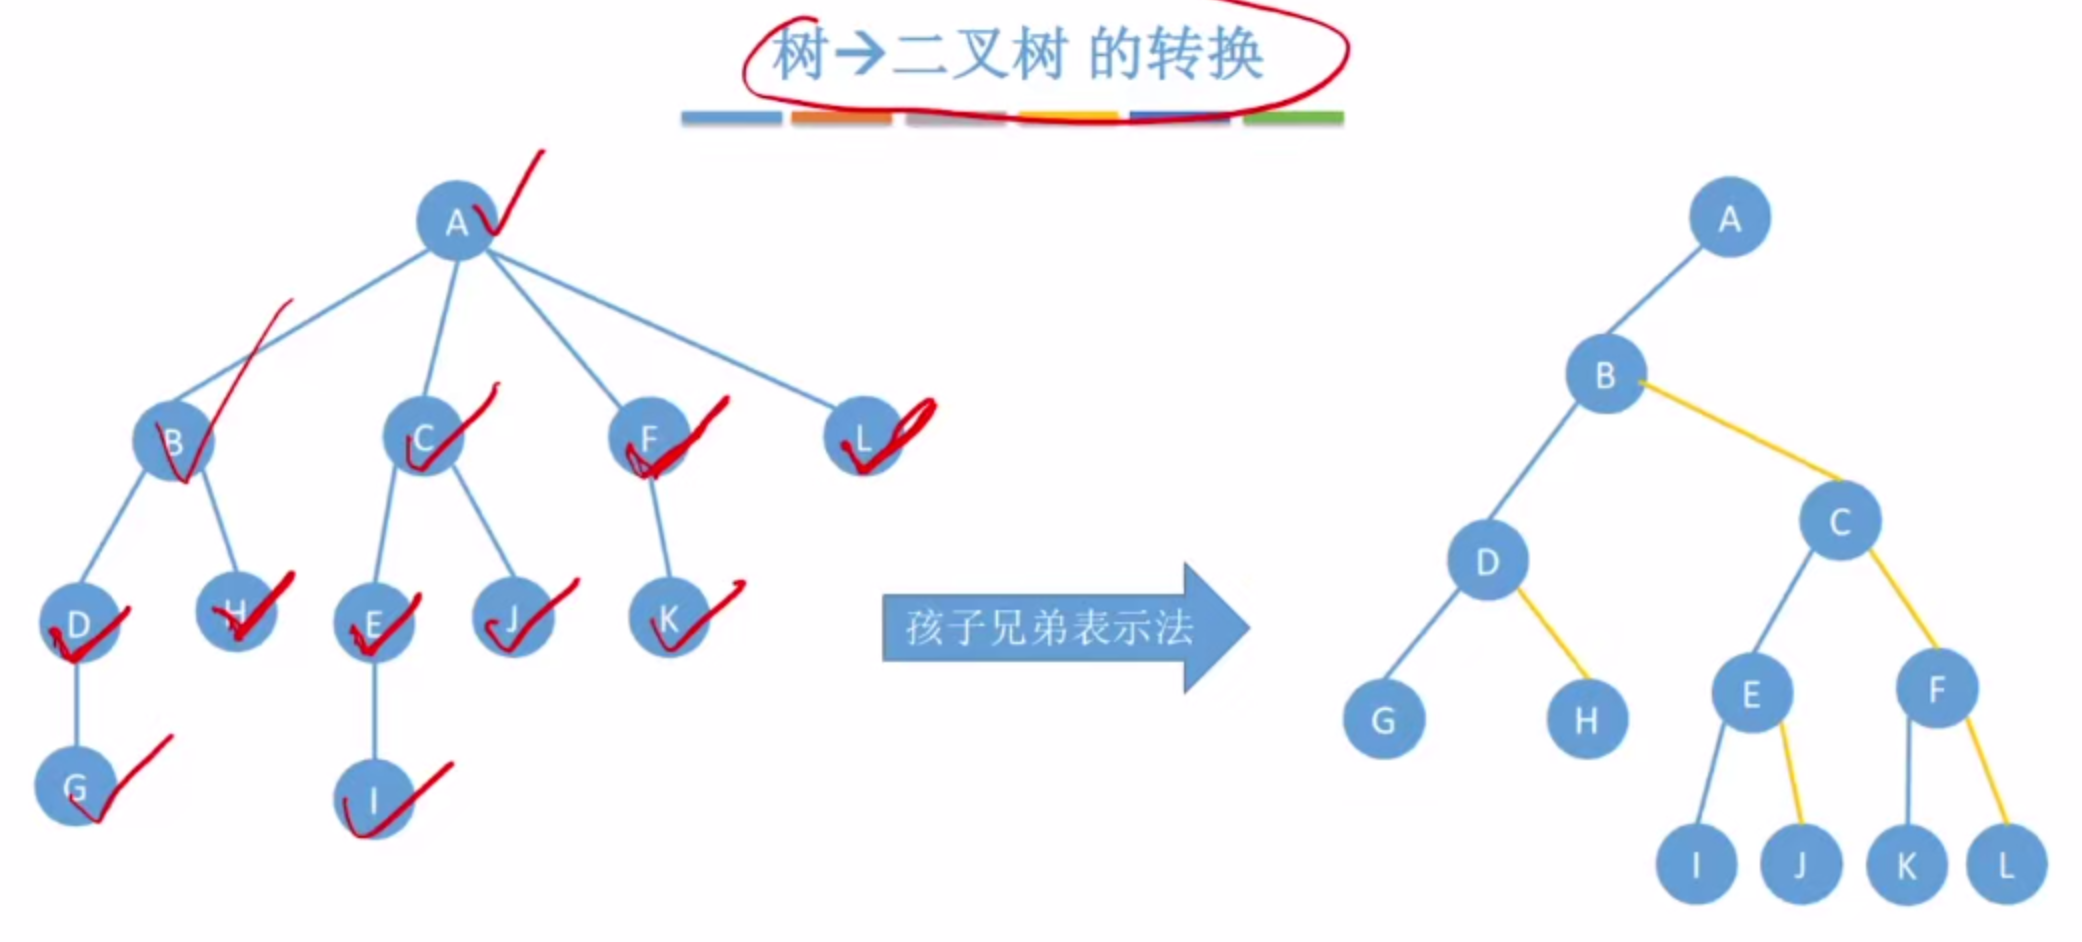 树→二叉树 的转换
A
A
B
B C F L
C
D
D H E J K
孩子兄弟表示法
E F
G H
G I
I J K L